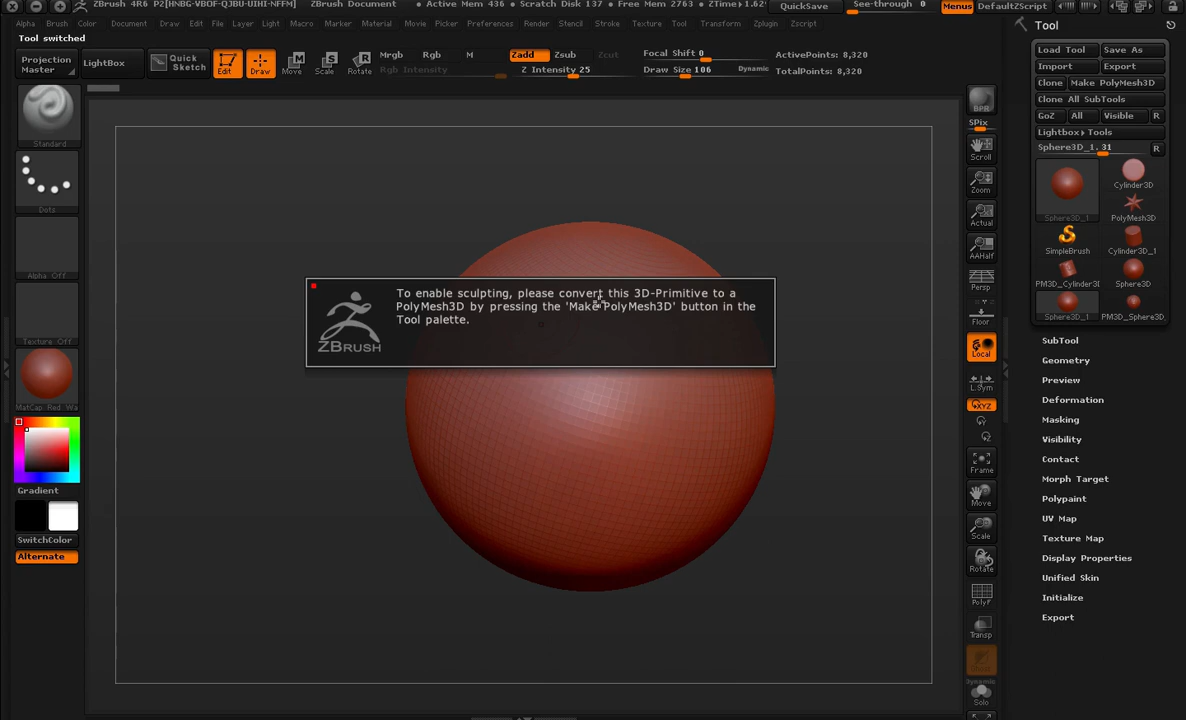 ZBrush 4R6 P2[HNBG-VBOF-QJBU-UIHI-NFFM] ZBrush Document • Active Mem 436 • Scratch Disk 137 • Free Mem 2763 • ZTime▸1.62 QuickSave See-through 0 Menus DefaultZScript
Alpha Brush Color Document Draw Edit File Layer Light Macro Marker Material Movie Picker Preferences Render Stencil Stroke Texture Tool Transform Zplugin Zscript
Tool switched
Projection
Master
LightBox
Quick
Sketch
Edit
Draw
Move
Scale
Rotate
Mrgb Rgb M
Rgb Intensity
Zadd Zsub Zcut
Z Intensity 25
Focal Shift 0
Draw Size 106 Dynamic
ActivePoints: 8,320
TotalPoints: 8,320
Standard
Dots
Alpha Off
Texture Off
MatCap Red Wa
Gradient
SwitchColor
Alternate
To enable sculpting, please convert this 3D-Primitive to a
PolyMesh3D by pressing the 'Make PolyMesh3D' button in the
Tool palette.
ZBRUSH
BPR
SPix
Scroll
Zoom
Actual
AAHalf
Persp
Floor
Local
L.Sym
XYZ
Frame
Move
Scale
Rotate
PolyF
Transp
Ghost
Dynamic
Solo
Tool
Load Tool Save As
Import Export
Clone Make PolyMesh3D
Clone All SubTools
GoZ All Visible R
Lightbox▸Tools
Sphere3D_1. 31 R
Sphere3D_1
Cylinder3D
PolyMesh3D
SimpleBrush Cylinder3D_1
PM3D_Cylinder3D Sphere3D
Sphere3D_1 PM3D_Sphere3D
SubTool
Geometry
Preview
Deformation
Masking
Visibility
Contact
Morph Target
Polypaint
UV Map
Texture Map
Display Properties
Unified Skin
Initialize
Export